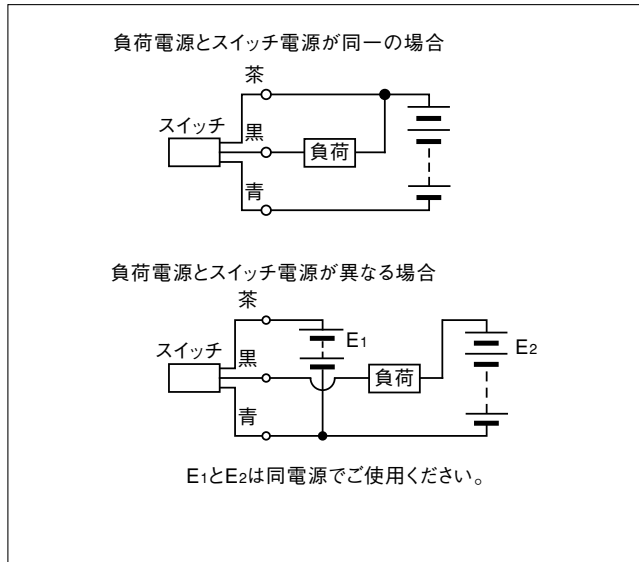 負荷電源とスイッチ電源が同一の場合
茶
スイッチ
黒
負荷
青
負荷電源とスイッチ電源が異なる場合
茶
E1
スイッチ
黒
負荷
E2
青
E1とE2は同電源でご使用ください。